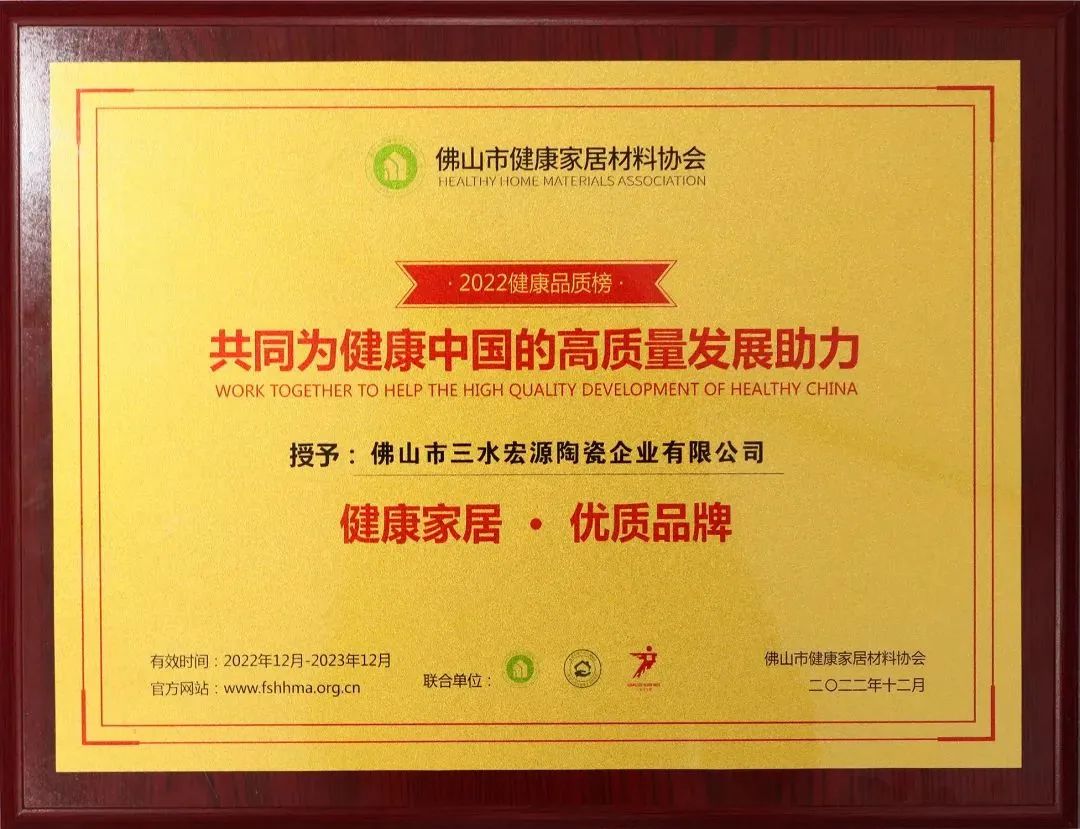 佛山市健康家居材料协会
HEALTHY HOME MATERIALS ASSOCIATION
·2022健康品质榜·
共同为健康中国的高质量发展助力
WORK TOGETHER TO HELP THE HIGH QUALITY DEVELOPMENT OF HEALTHY CHINA
授予：佛山市三水宏源陶瓷企业有限公司
健康家居·优质品牌
有效时间：2022年12月-2023年12月
官方网站：www.fshhma.org.cn
联合单位：
佛山市健康家居材料协会
二〇二二年十二月